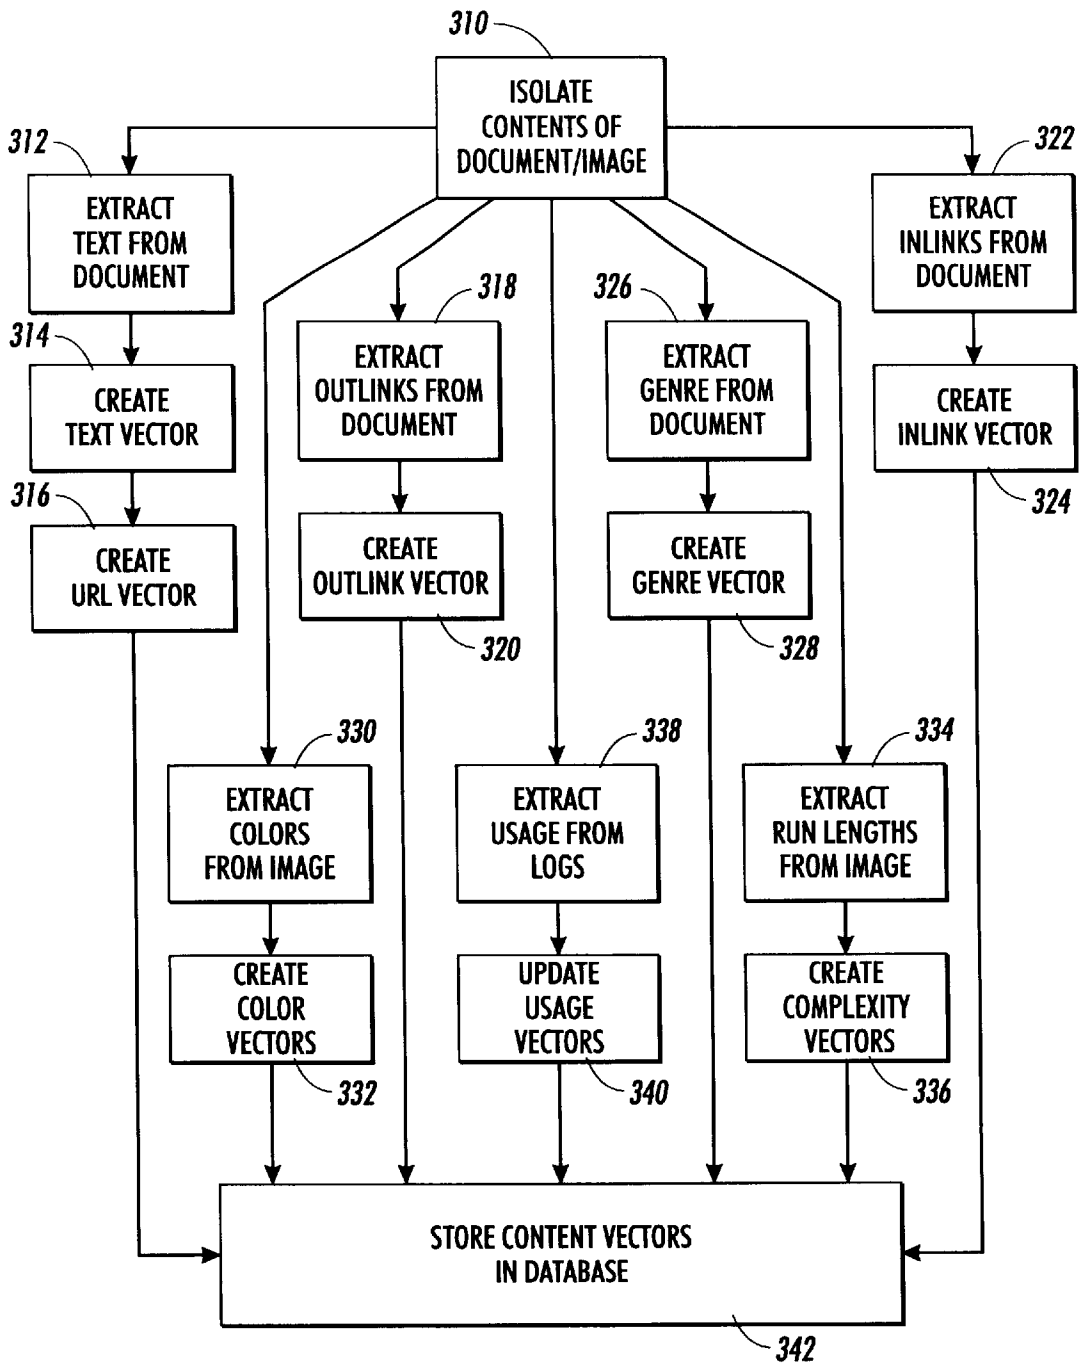 310
ISOLATE
CONTENTS OF
DOCUMENT/IMAGE
312
EXTRACT
TEXT FROM
DOCUMENT
322
EXTRACT
INLINKS FROM
DOCUMENT
314
CREATE
TEXT VECTOR
318
EXTRACT
OUTLINKS FROM
DOCUMENT
326
EXTRACT
GENRE FROM
DOCUMENT
CREATE
INLINK VECTOR
324
316
CREATE
URL VECTOR
CREATE
OUTLINK VECTOR
320
CREATE
GENRE VECTOR
328
330
EXTRACT
COLORS
FROM IMAGE
338
EXTRACT
USAGE FROM
LOGS
334
EXTRACT
RUN LENGTHS
FROM IMAGE
CREATE
COLOR
VECTORS
332
UPDATE
USAGE
VECTORS
340
CREATE
COMPLEXITY
VECTORS
336
STORE CONTENT VECTORS
IN DATABASE
342